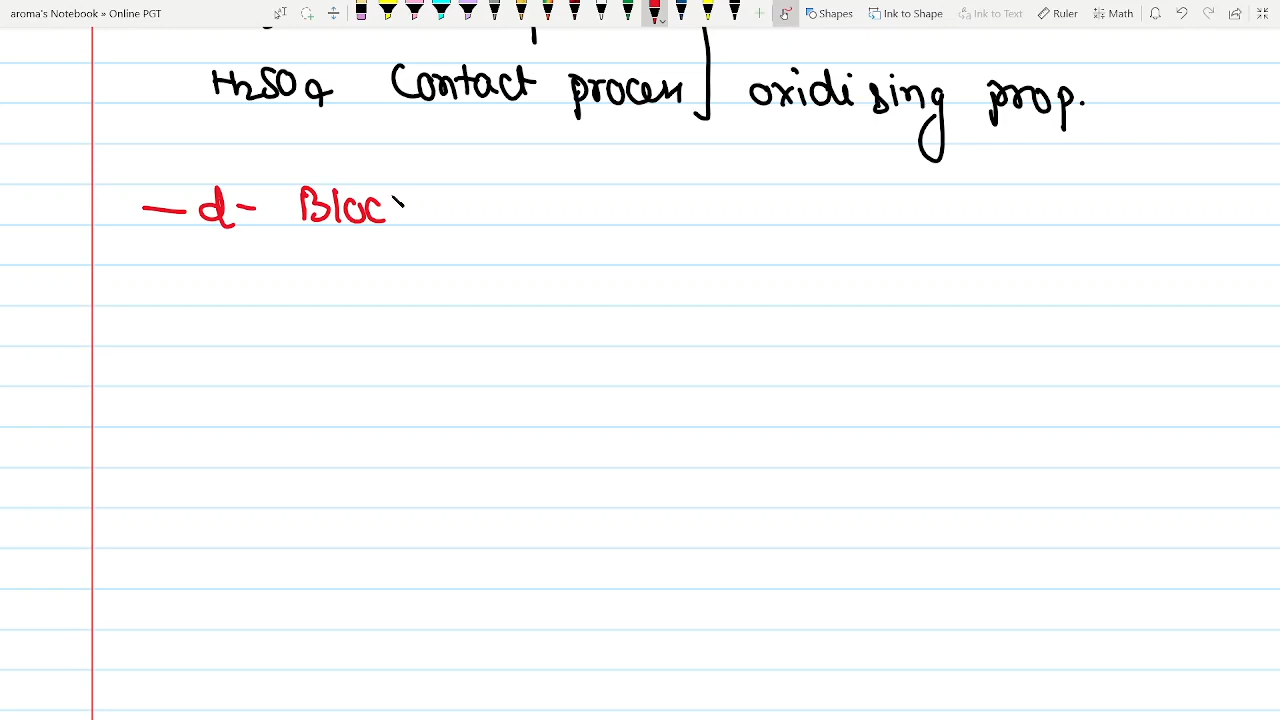 aroma's Notebook » Online PGT Shapes Ink to Shape Ink to Text Ruler Math
H₂SO₄ Contact process oxidising prop.
— d- Bloc